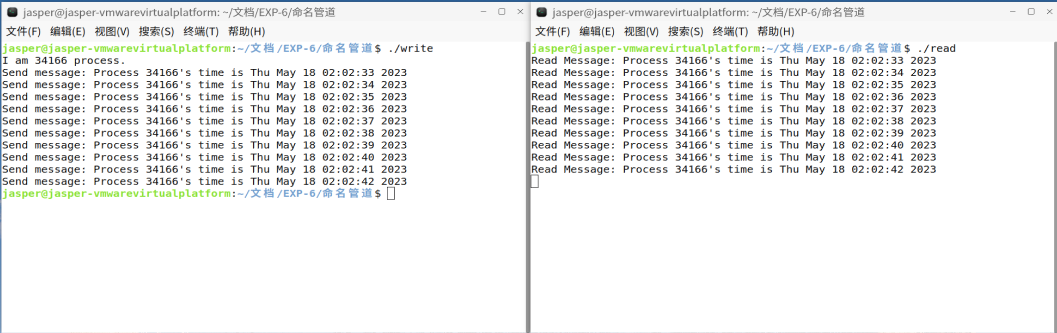 jasper@jasper-vmwarevirtualplatform: ~/文档/EXP-6/命名管道
文件(F) 编辑(E) 视图(V) 搜索(S) 终端(T) 帮助(H)
jasper@jasper-vmwarevirtualplatform:~/文档/EXP-6/命名管道$ ./write
I am 34166 process.
Send message: Process 34166's time is Thu May 18 02:02:33 2023
Send message: Process 34166's time is Thu May 18 02:02:34 2023
Send message: Process 34166's time is Thu May 18 02:02:35 2023
Send message: Process 34166's time is Thu May 18 02:02:36 2023
Send message: Process 34166's time is Thu May 18 02:02:37 2023
Send message: Process 34166's time is Thu May 18 02:02:38 2023
Send message: Process 34166's time is Thu May 18 02:02:39 2023
Send message: Process 34166's time is Thu May 18 02:02:40 2023
Send message: Process 34166's time is Thu May 18 02:02:41 2023
Send message: Process 34166's time is Thu May 18 02:02:42 2023
jasper@jasper-vmwarevirtualplatform:~/文档/EXP-6/命名管道$
jasper@jasper-vmwarevirtualplatform: ~/文档/EXP-6/命名管道
文件(F) 编辑(E) 视图(V) 搜索(S) 终端(T) 帮助(H)
jasper@jasper-vmwarevirtualplatform:~/文档/EXP-6/命名管道$ ./read
Read Message: Process 34166's time is Thu May 18 02:02:33 2023
Read Message: Process 34166's time is Thu May 18 02:02:34 2023
Read Message: Process 34166's time is Thu May 18 02:02:35 2023
Read Message: Process 34166's time is Thu May 18 02:02:36 2023
Read Message: Process 34166's time is Thu May 18 02:02:37 2023
Read Message: Process 34166's time is Thu May 18 02:02:38 2023
Read Message: Process 34166's time is Thu May 18 02:02:39 2023
Read Message: Process 34166's time is Thu May 18 02:02:40 2023
Read Message: Process 34166's time is Thu May 18 02:02:41 2023
Read Message: Process 34166's time is Thu May 18 02:02:42 2023